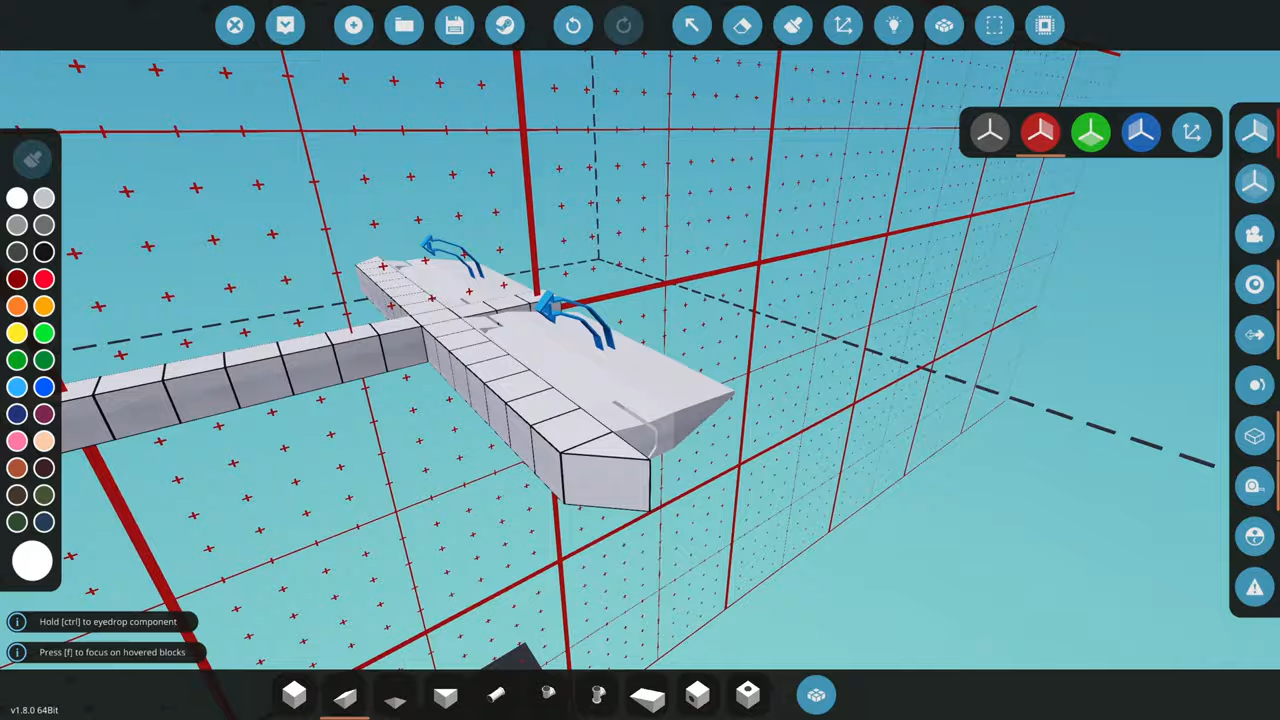 Hold [ctrl] to eyedrop component
Press [f] to focus on hovered blocks
v1.8.0 64Bit